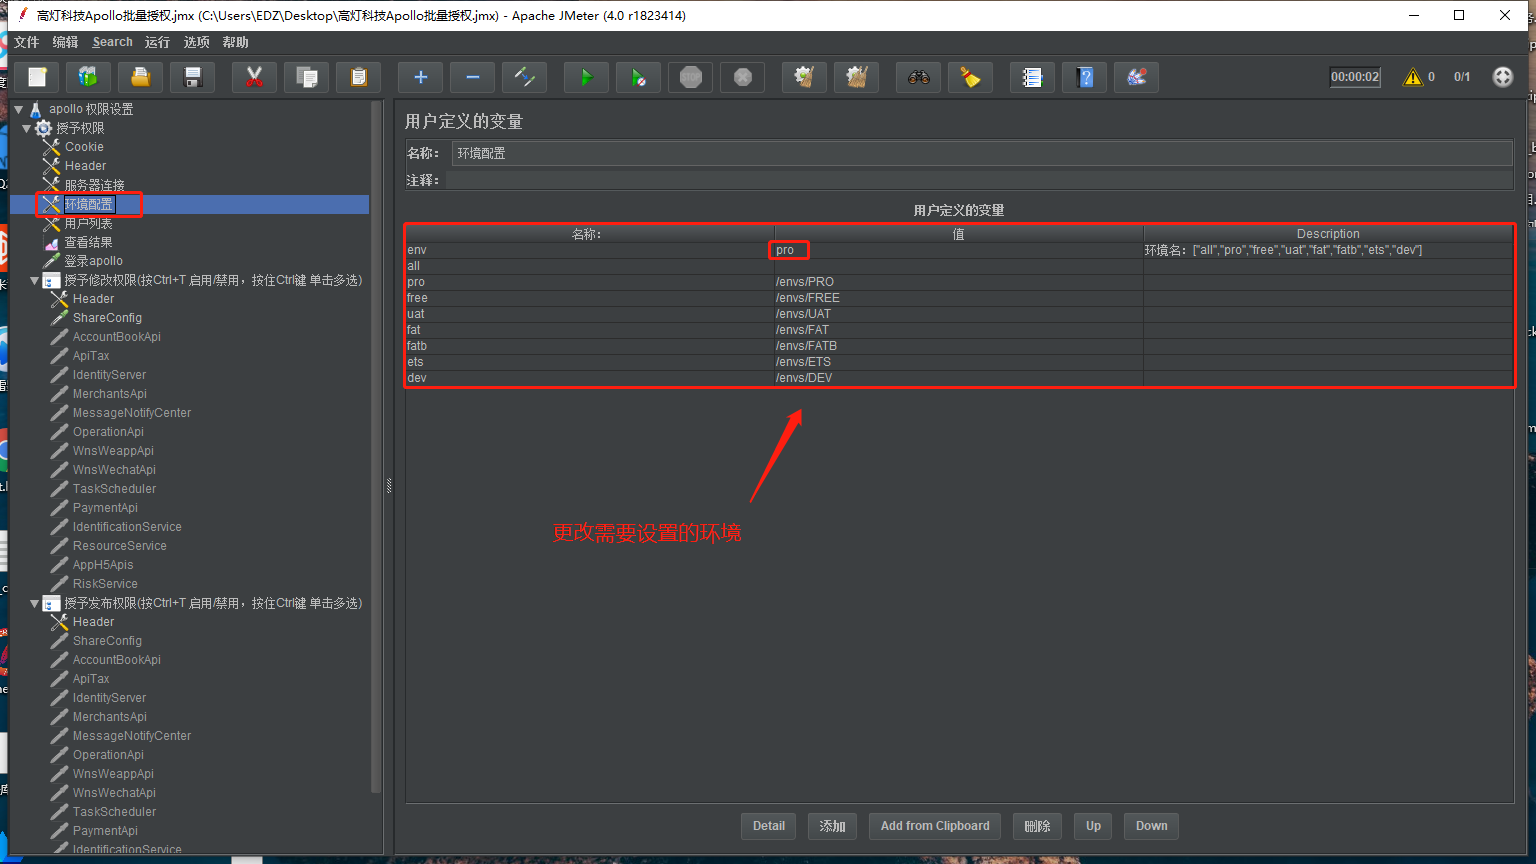 高灯科技Apollo批量授权.jmx (C:\Users\EDZ\Desktop\高灯科技Apollo批量授权.jmx) - Apache JMeter (4.0 r1823414)
文件 编辑 Search 运行 选项 帮助
00:00:02 0 0/1
apollo 权限设置
授予权限
Cookie
Header
服务器连接
环境配置
用户列表
查看结果
登录apollo
授予修改权限(按Ctrl+T 启用/禁用，按住Ctrl键 单击多选)
Header
ShareConfig
AccountBookApi
ApiTax
IdentityServer
MerchantsApi
MessageNotifyCenter
OperationApi
WnsWeappApi
WnsWechatApi
TaskScheduler
PaymentApi
IdentificationService
ResourceService
AppH5Apis
RiskService
授予发布权限(按Ctrl+T 启用/禁用，按住Ctrl键 单击多选)
Header
ShareConfig
AccountBookApi
ApiTax
IdentityServer
MerchantsApi
MessageNotifyCenter
OperationApi
WnsWeappApi
WnsWechatApi
TaskScheduler
PaymentApi
IdentificationService
用户定义的变量
名称： 环境配置
注释：
用户定义的变量
名称： 值 Description
env pro 环境名：["all","pro","free","uat","fat","fatb","ets","dev"]
all
pro /envs/PRO
free /envs/FREE
uat /envs/UAT
fat /envs/FAT
fatb /envs/FATB
ets /envs/ETS
dev /envs/DEV
更改需要设置的环境
Detail 添加 Add from Clipboard 删除 Up Down